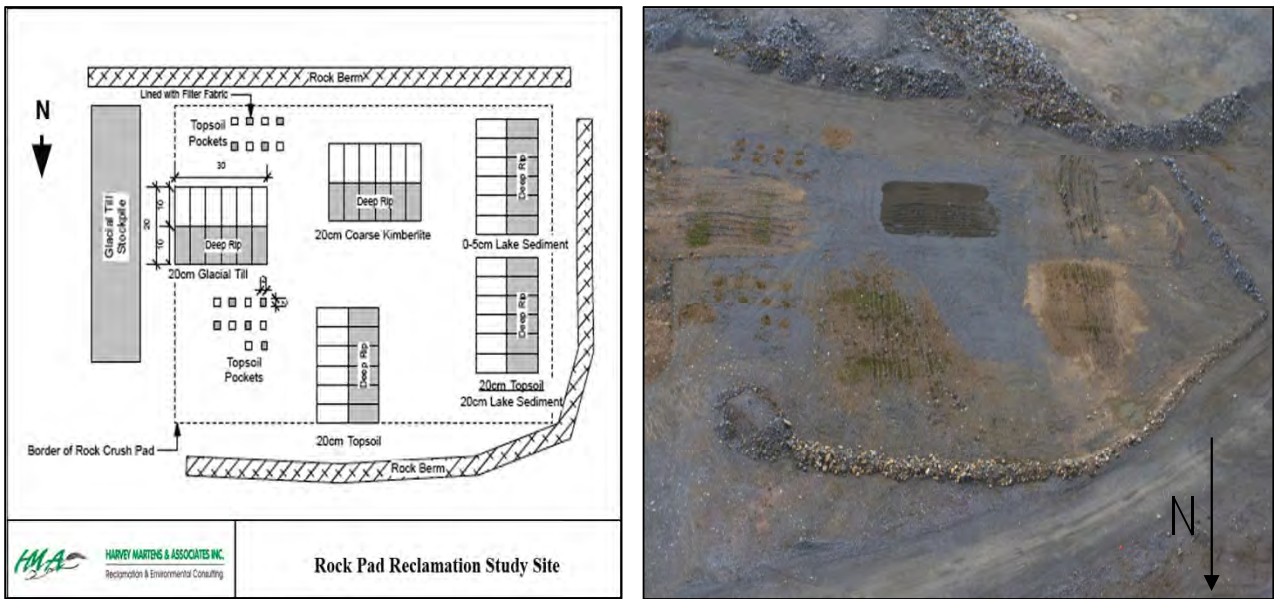 Rock Berm
Lined with Filter Fabric
N
Topsoil
Pockets
30
Glacial Till
Stockpile
10
20
10
Deep Rip
20cm Glacial Till
Deep Rip
20cm Coarse Kimberlite
Deep Rip
0-5cm Lake Sediment
Topsoil
Pockets
Deep Rip
20cm Topsoil
Deep Rip
20cm Topsoil
20cm Lake Sediment
Border of Rock Crush Pad
Rock Berm
HMA
HARVEY MARTENS & ASSOCIATES INC.
Reclamation & Environmental Consulting
Rock Pad Reclamation Study Site
N